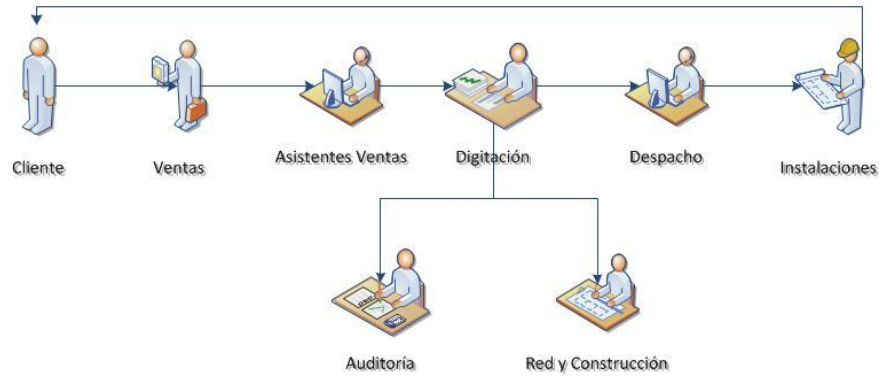 Cliente
Ventas
Asistentes Ventas
Digitación
Despacho
Instalaciones
Auditoría
Red y Construcción